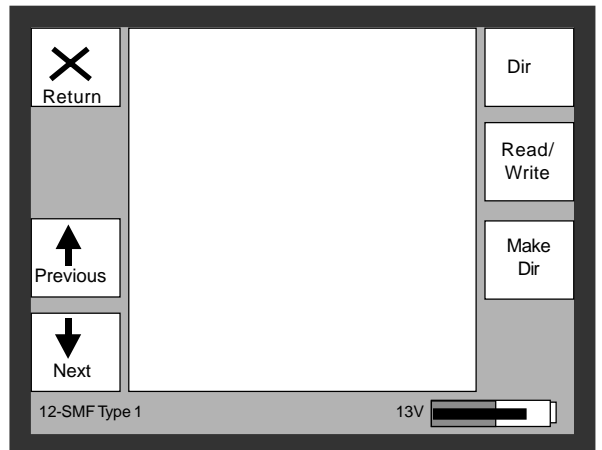 Return
Dir
Read/
Write
Previous
Make
Dir
Next
12-SMF Type 1
13V